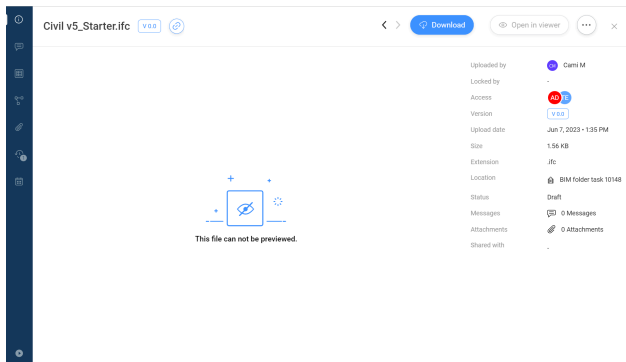 Civil v5_Starter.ifc V 0.0 Download Open in viewer
Uploaded by Cami M
Locked by -
Access AD TE
Version V 0.0
Upload date Jun 7, 2023 • 1:35 PM
Size 1.56 KB
Extension .ifc
Location BIM folder task 10148
Status Draft
Messages 0 Messages
Attachments 0 Attachments
Shared with -
This file can not be previewed.